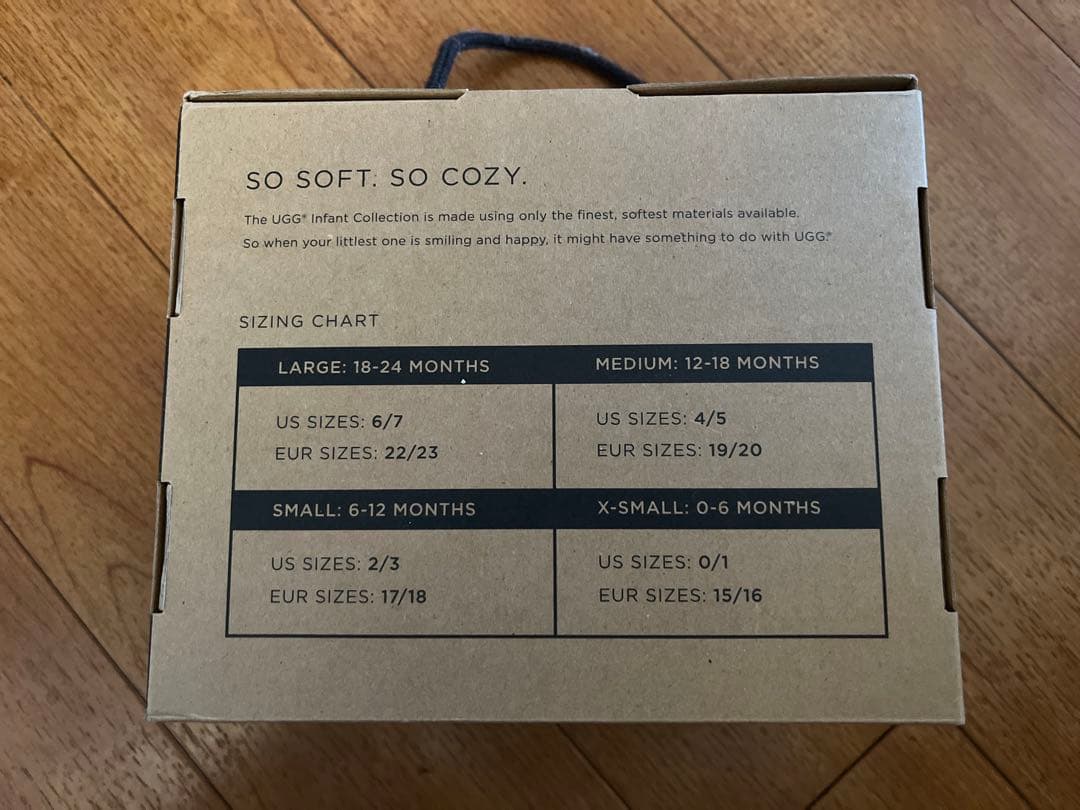 SO SOFT. SO COZY.
The UGG® Infant Collection is made using only the finest, softest materials available.
So when your littlest one is smiling and happy, it might have something to do with UGG®.
SIZING CHART
LARGE: 18-24 MONTHS
US SIZES: 6/7
EUR SIZES: 22/23
MEDIUM: 12-18 MONTHS
US SIZES: 4/5
EUR SIZES: 19/20
SMALL: 6-12 MONTHS
US SIZES: 2/3
EUR SIZES: 17/18
X-SMALL: 0-6 MONTHS
US SIZES: 0/1
EUR SIZES: 15/16